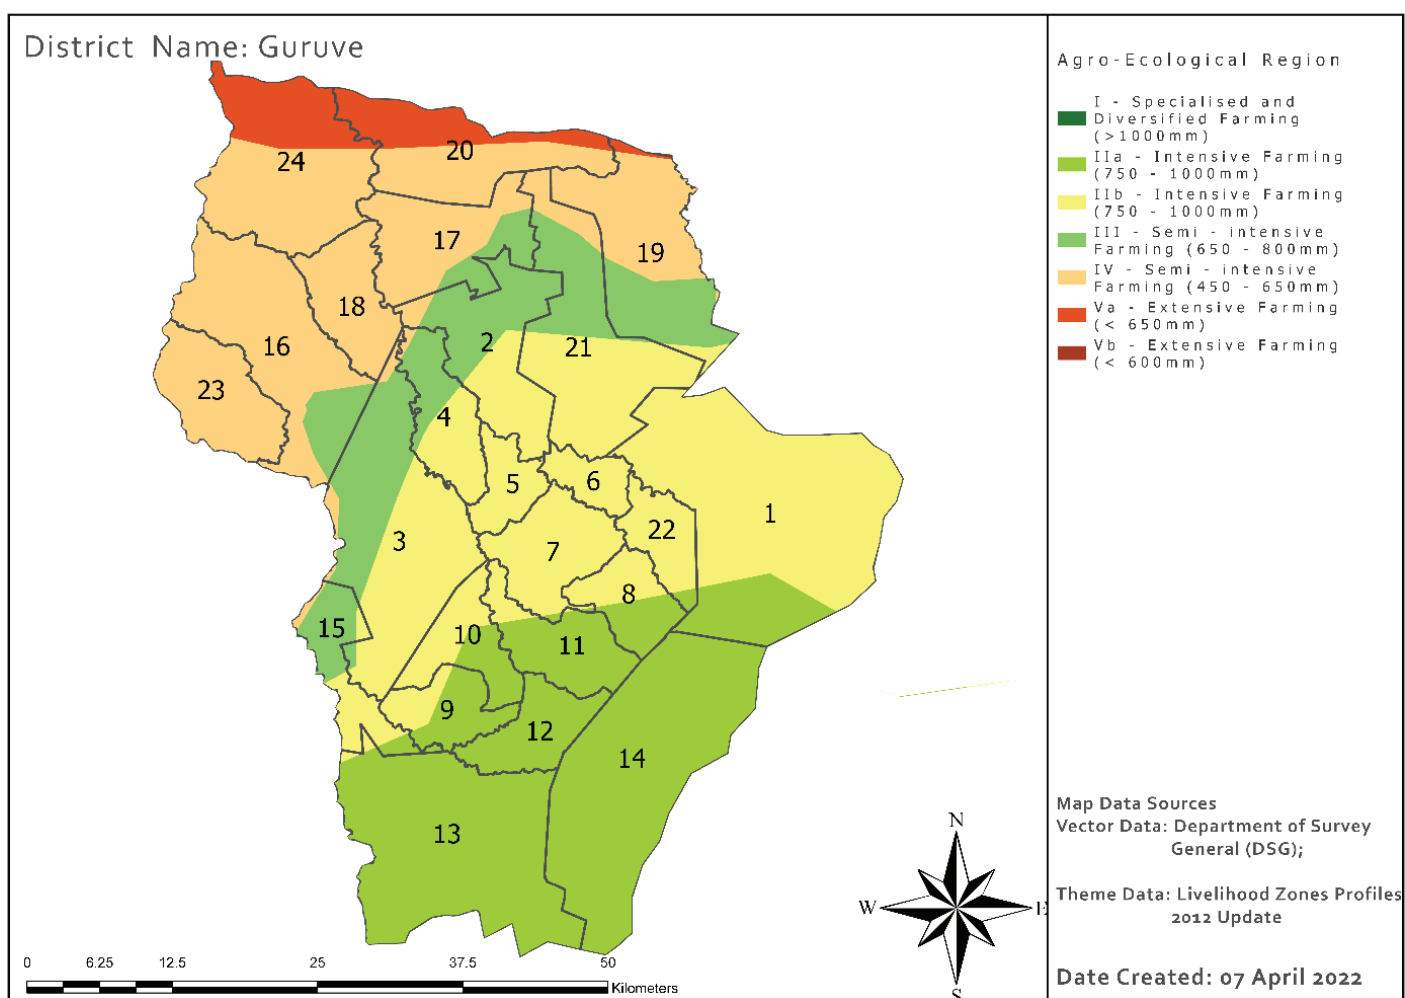 District Name: Guruve
24
20
17
19
18
2
21
16
23
4
5
6
1
3
22
7
8
15
10
11
9
12
14
13
0 6.25 12.5 25 37.5 50
Kilometers
N
W
E
S
Agro-Ecological Region
I - Specialised and
Diversified Farming
(>1000mm)
IIa - Intensive Farming
(750 - 1000mm)
IIb - Intensive Farming
(750 - 1000mm)
III - Semi - intensive
Farming (650 - 800mm)
IV - Semi - intensive
Farming (450 - 650mm)
Va - Extensive Farming
(< 650mm)
Vb - Extensive Farming
(< 600mm)
Map Data Sources
Vector Data: Department of Survey
General (DSG);
Theme Data: Livelihood Zones Profiles
2012 Update
Date Created: 07 April 2022